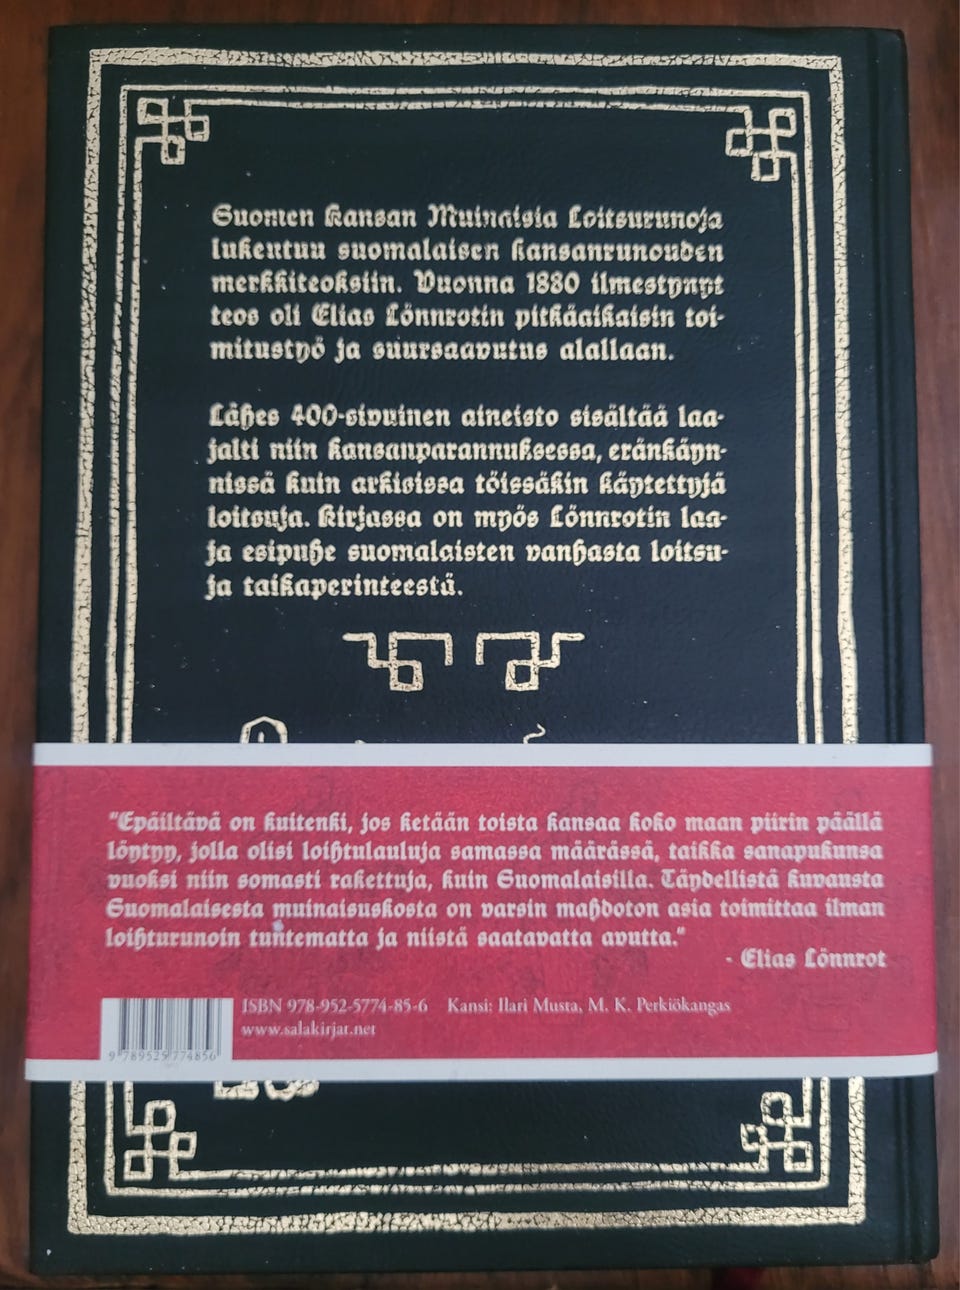 Suomen Kansan Muinaisia Loitsurunoja
lukeutuu suomalaisen kansanrunouden
merkkiteoksiin. Vuonna 1880 ilmestynyt
teos oli Elias Lönnrotin pitkäaikaisin toi-
mitustyö ja suursaavutus alallaan.
Lähes 400-sivuinen aineisto sisältää laa-
jalti niin kansanparannuksessa, eränkäyn-
nissä kuin arkisissa töissäkin käytettyjä
loitsuja. Kirjassa on myös Lönnrotin laa-
ja esipuhe suomalaisten vanhasta loitsu-
ja taikaperinteestä.
"Epäiltävä on kuitenki, jos ketään toista kansaa koko maan piirin päällä
löytyy, jolla olisi loihtulauluja samassa määrässä, taikka sanapukunsa
vuoksi niin somasti rakettuja, kuin Suomalaisilla. Täydellistä kuvausta
Suomalaisesta muinaisuskosta on varsin mahdoton asia toimittaa ilman
loihturunoin tuntematta ja niistä saatavatta avutta."
- Elias Lönnrot
ISBN 978-952-5774-85-6 Kansi: Ilari Musta, M. K. Perkiökangas
www.salakirjat.net
9 789525 774856